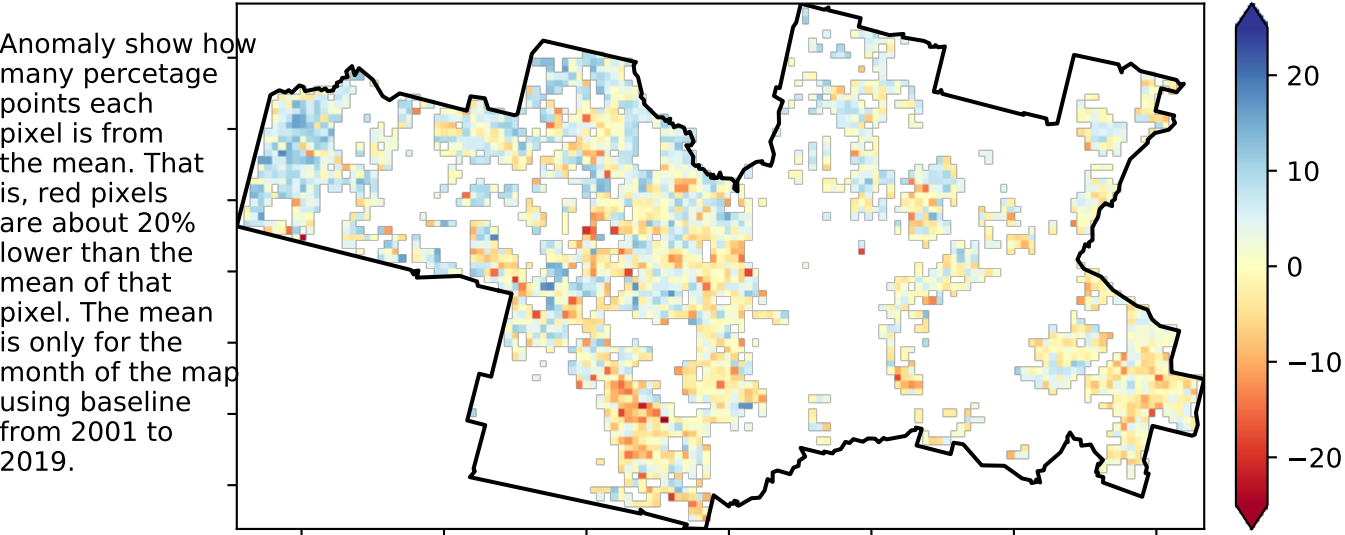 Anomaly show how
many percetage
points each
pixel is from
the mean. That
is, red pixels
are about 20%
lower than the
mean of that
pixel. The mean
is only for the
month of the map
using baseline
from 2001 to
2019.
20
10
0
−10
−20